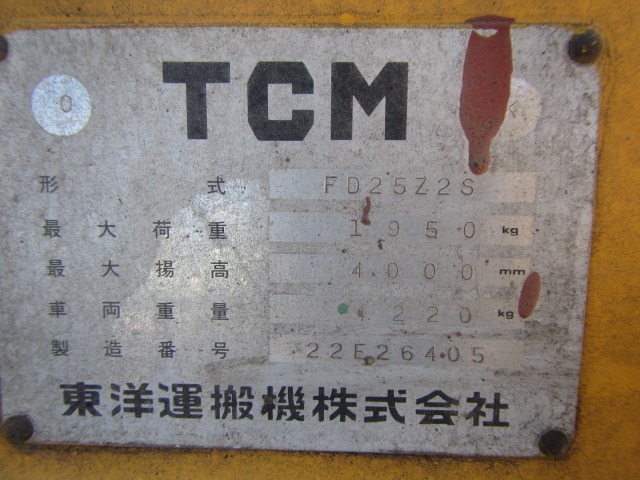 TCM
O
形式 FD25Z2S
最大荷重 1950 kg
最大揚高 4000 mm
車両重量 4220 kg
製造番号 22E26405
東洋運搬機株式会社